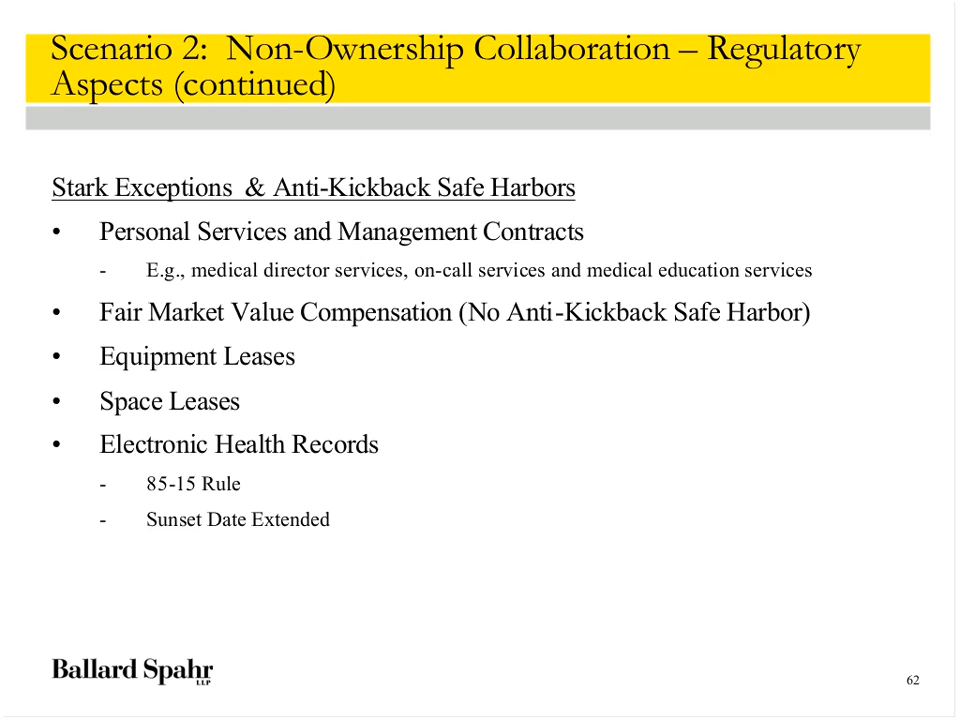 Scenario 2:  Non-Ownership Collaboration – Regulatory
Aspects (continued)
Stark Exceptions  & Anti-Kickback Safe Harbors
• Personal Services and Management Contracts
- E.g., medical director services, on-call services and medical education services
• Fair Market Value Compensation (No Anti-Kickback Safe Harbor)
• Equipment Leases
• Space Leases
• Electronic Health Records
- 85-15 Rule
- Sunset Date Extended
Ballard Spahr
LLP
62